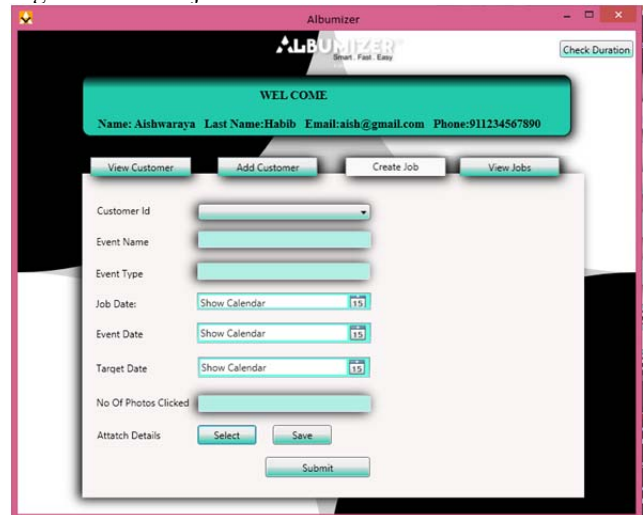 Albumizer
ALBUMIZER
Smart. Fast. Easy
Check Duration
WELCOME
Name: Aishwaraya Last Name:Habib Email:aish@gmail.com Phone:911234567890
View Customer Add Customer Create Job View Jobs
Customer Id
Event Name
Event Type
Job Date: Show Calendar 15
Event Date Show Calendar 15
Target Date Show Calendar 15
No Of Photos Clicked
Attatch Details Select Save
Submit